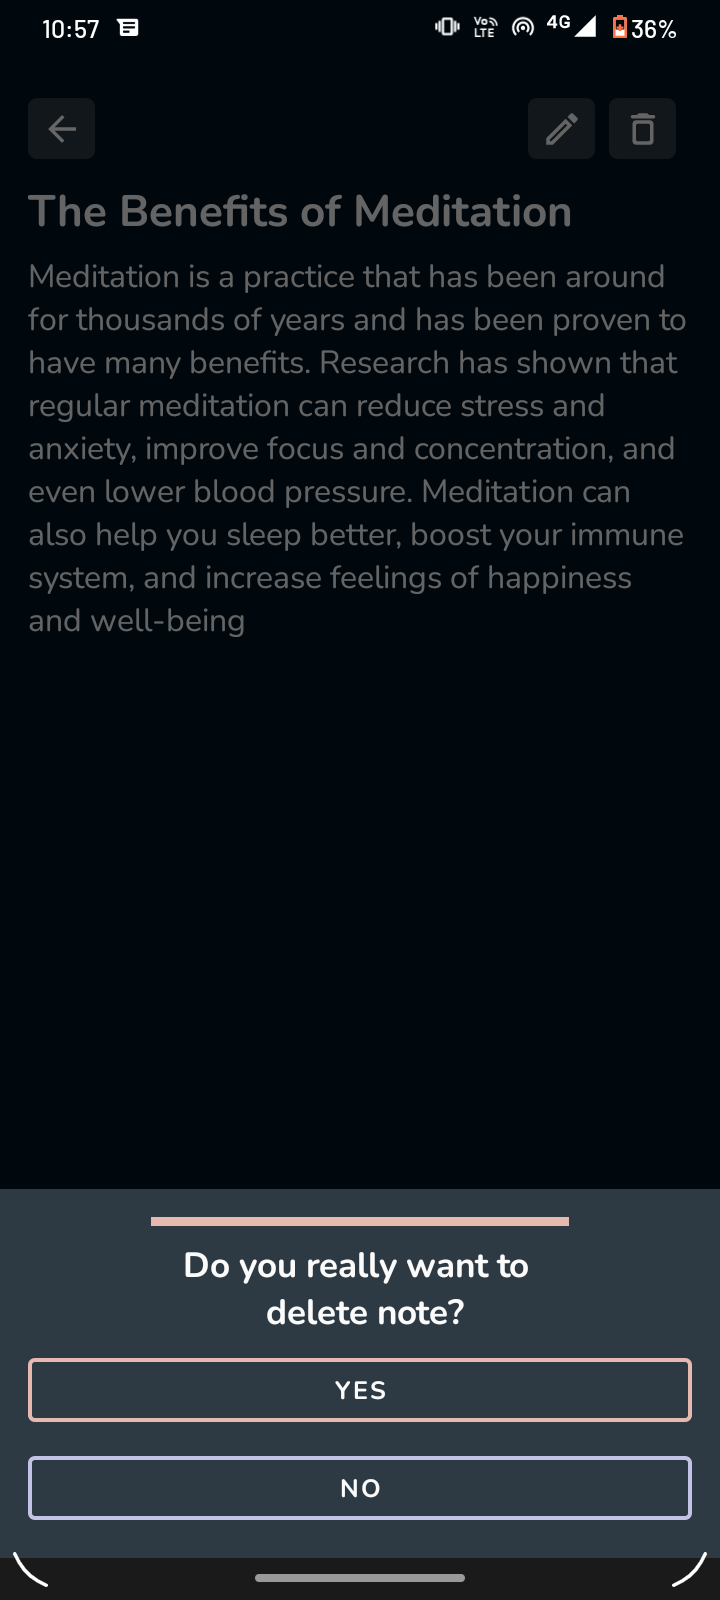 10:57
Vo
LTE
4G
36%
The Benefits of Meditation
Meditation is a practice that has been around
for thousands of years and has been proven to
have many benefits. Research has shown that
regular meditation can reduce stress and
anxiety, improve focus and concentration, and
even lower blood pressure. Meditation can
also help you sleep better, boost your immune
system, and increase feelings of happiness
and well-being
Do you really want to
delete note?
YES
NO